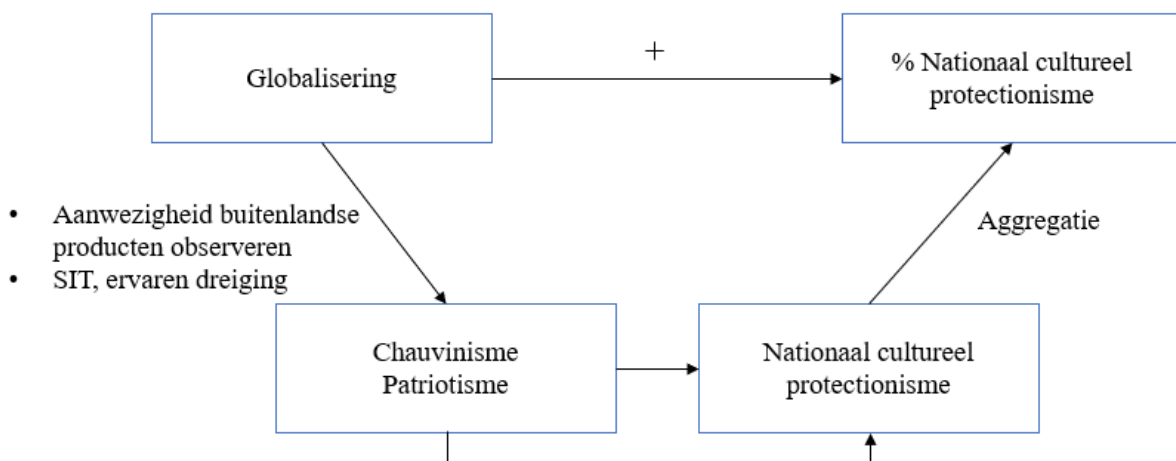 +
Globalisering
% Nationaal cultureel
protectionisme
• Aanwezigheid buitenlandse
producten observeren
• SIT, ervaren dreiging
Aggregatie
Chauvinisme
Patriotisme
Nationaal cultureel
protectionisme